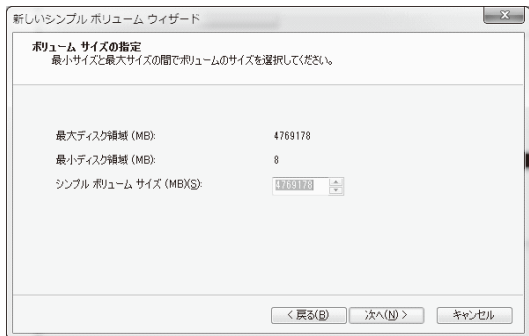 新しいシンプル ボリューム ウィザード
ボリューム サイズの指定
最小サイズと最大サイズの間でボリュームのサイズを選択してください。
最大ディスク領域 (MB): 4769178
最小ディスク領域 (MB): 8
シンプル ボリューム サイズ (MB)(S): 4769178
< 戻る(B) 次へ(N) > キャンセル